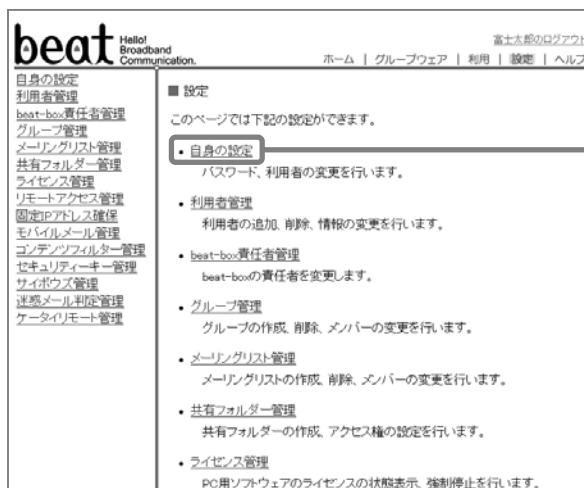 beat Hello!
Broadband
Communication.
富士太郎のログアウト
ホーム | グループウェア | 利用 | 設定 | ヘルプ
自身の設定
利用者管理
beat-box責任者管理
グループ管理
メーリングリスト管理
共有フォルダー管理
ライセンス管理
リモートアクセス管理
固定IPアドレス確保
モバイルメール管理
コンテンツフィルター管理
セキュリティーキー管理
サイボウズ管理
迷惑メール判定管理
ケータイリモート管理
■ 設定
このページでは下記の設定ができます。
• 自身の設定
パスワード、利用者の変更を行います。
• 利用者管理
利用者の追加、削除、情報の変更を行います。
• beat-box責任者管理
beat-boxの責任者を変更します。
• グループ管理
グループの作成、削除、メンバーの変更を行います。
• メーリングリスト管理
メーリングリストの作成、削除、メンバーの変更を行います。
• 共有フォルダー管理
共有フォルダーの作成、アクセス権の設定を行います。
• ライセンス管理
PC用ソフトウェアのライセンスの状態表示、強制停止を行います。